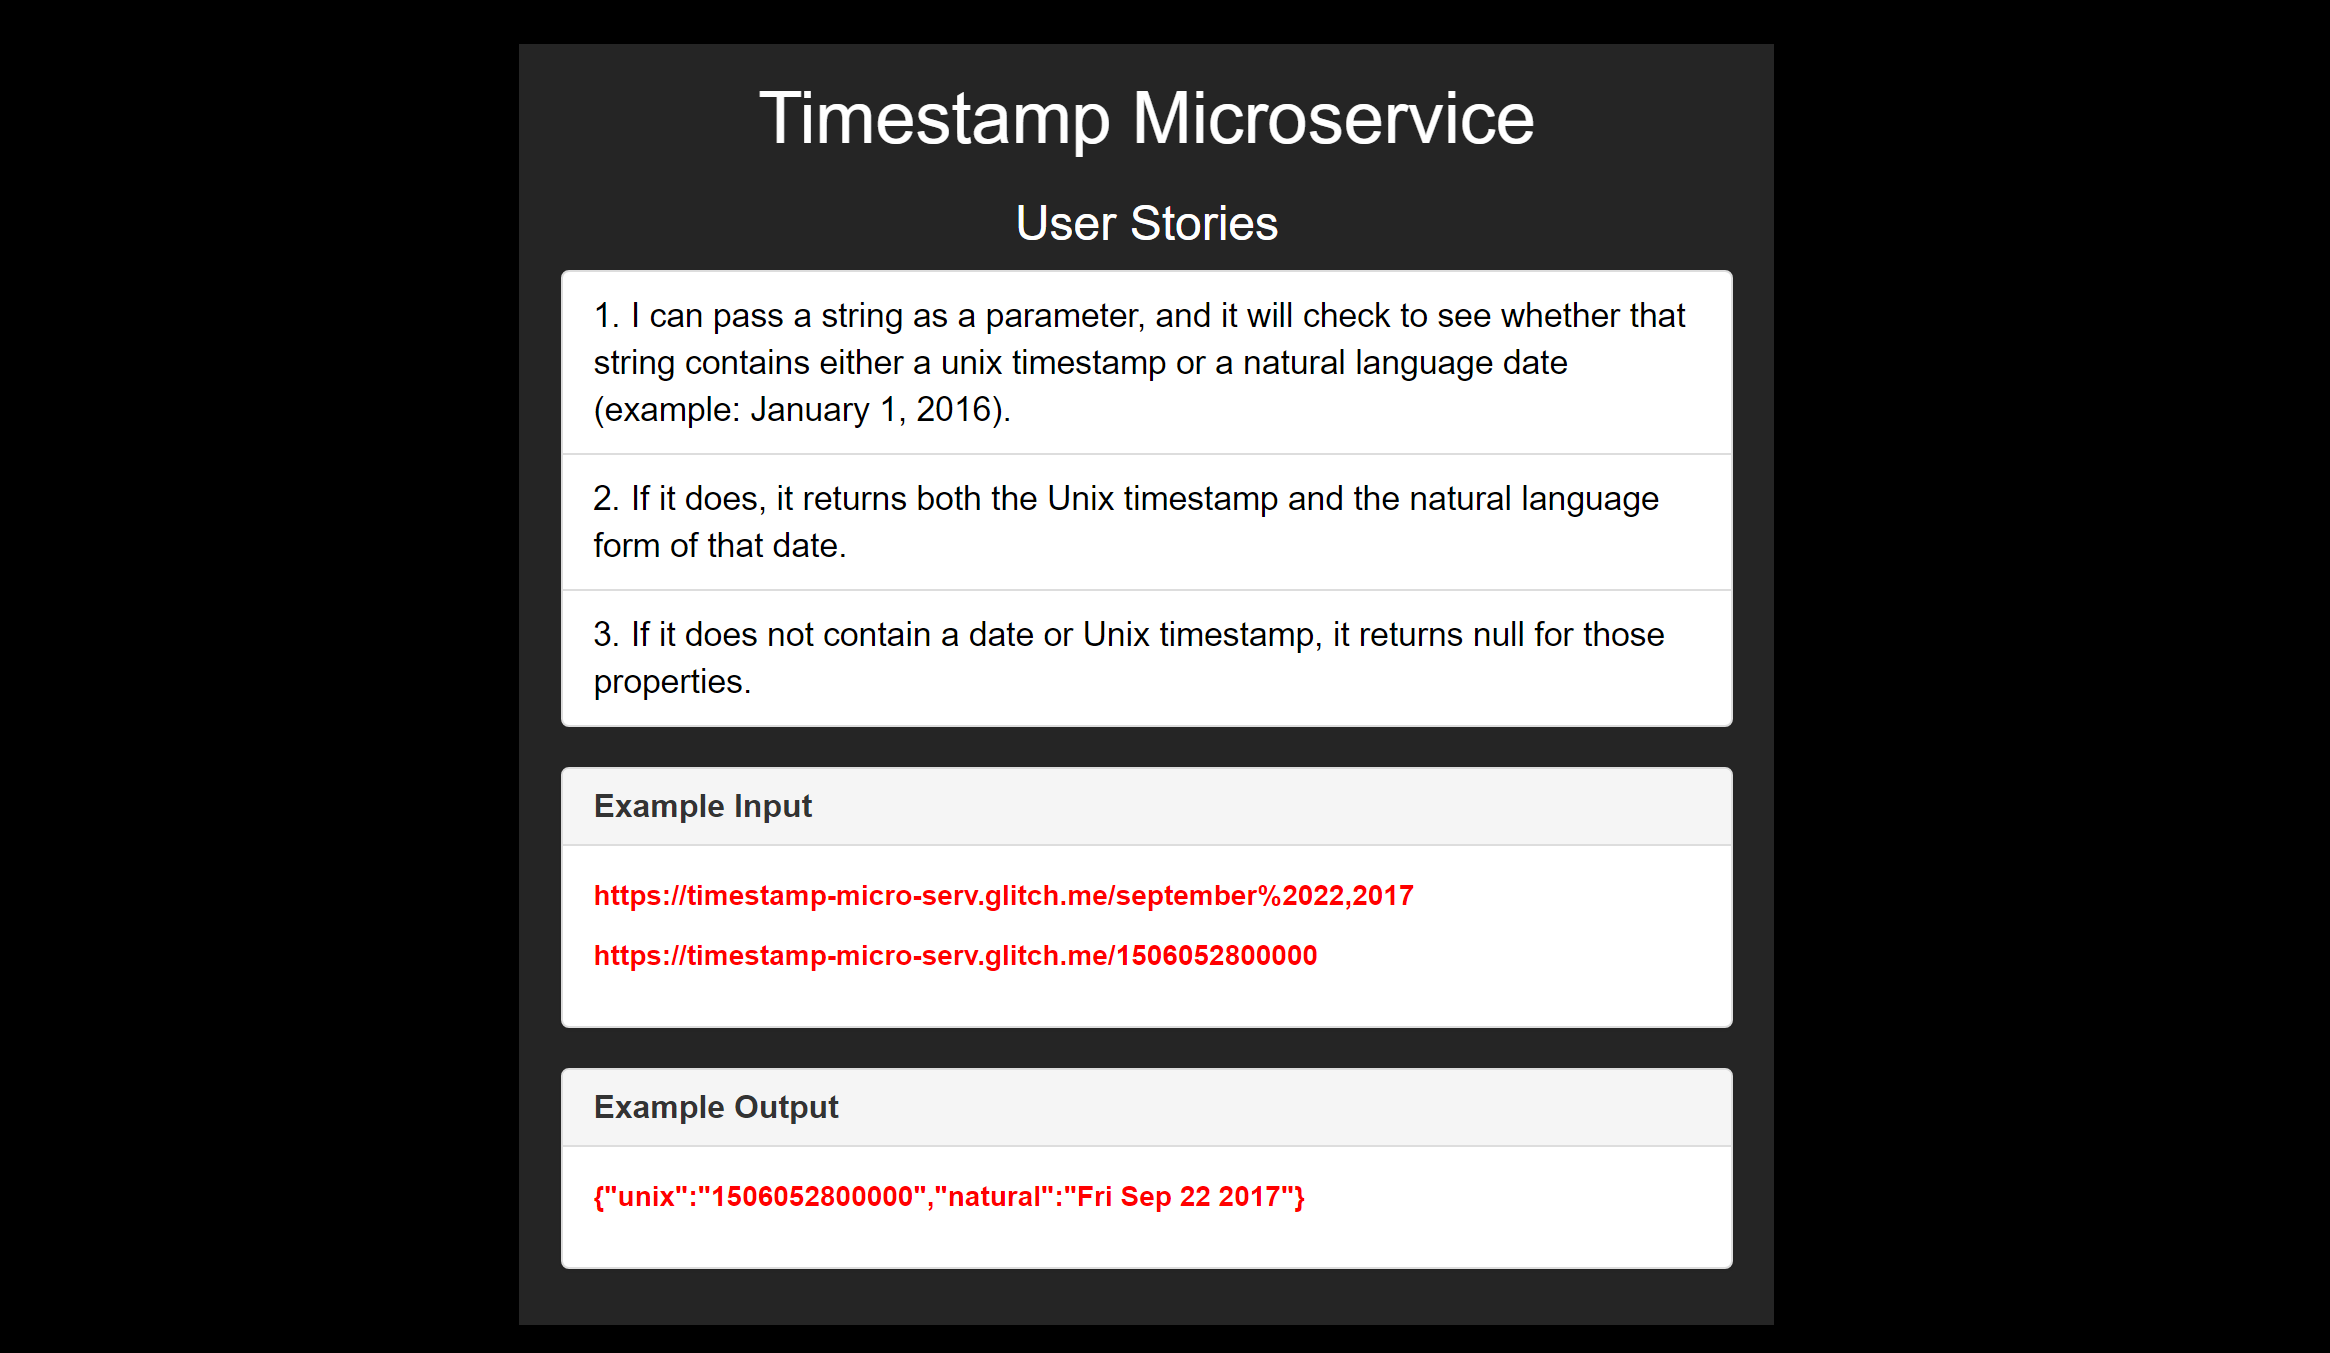 Timestamp Microservice
User Stories
1. I can pass a string as a parameter, and it will check to see whether that
string contains either a unix timestamp or a natural language date
(example: January 1, 2016).
2. If it does, it returns both the Unix timestamp and the natural language
form of that date.
3. If it does not contain a date or Unix timestamp, it returns null for those
properties.
Example Input
https://timestamp-micro-serv.glitch.me/september%2022,2017
https://timestamp-micro-serv.glitch.me/1506052800000
Example Output
{"unix":"1506052800000","natural":"Fri Sep 22 2017"}